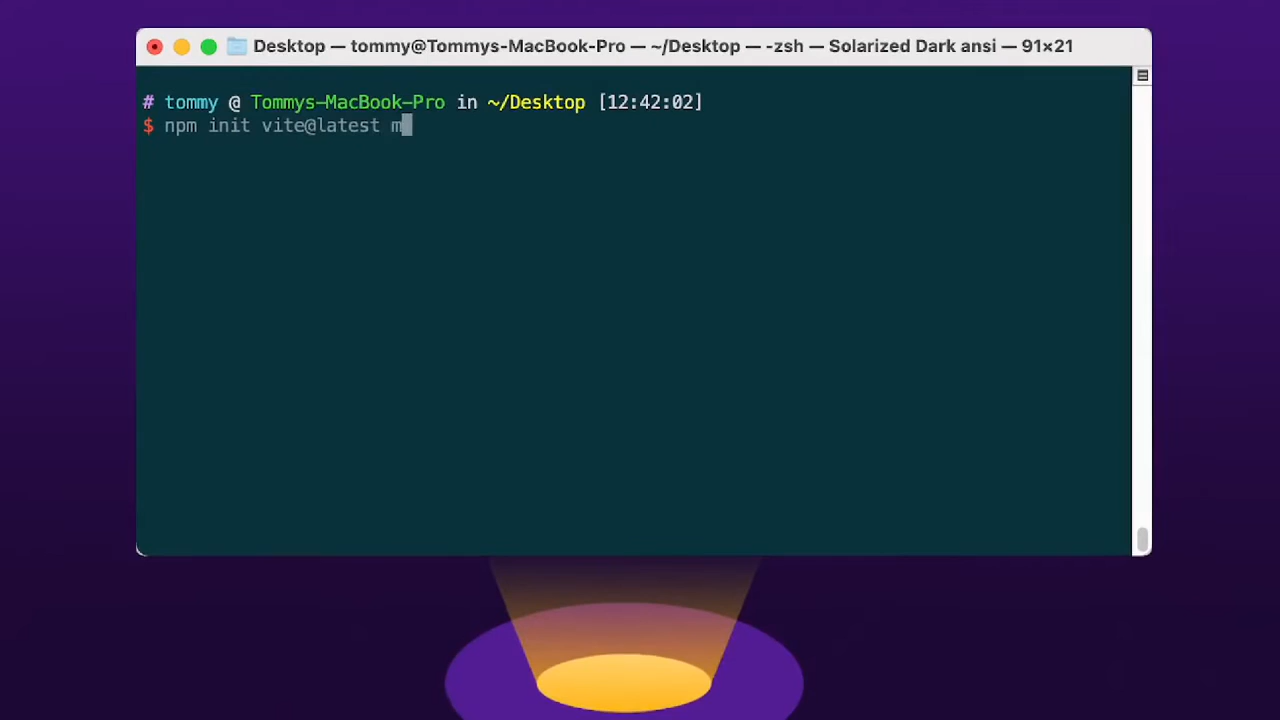 Desktop — tommy@Tommys-MacBook-Pro — ~/Desktop — -zsh — Solarized Dark ansi — 91×21
# tommy @ Tommys-MacBook-Pro in ~/Desktop [12:42:02]
$ npm init vite@latest m